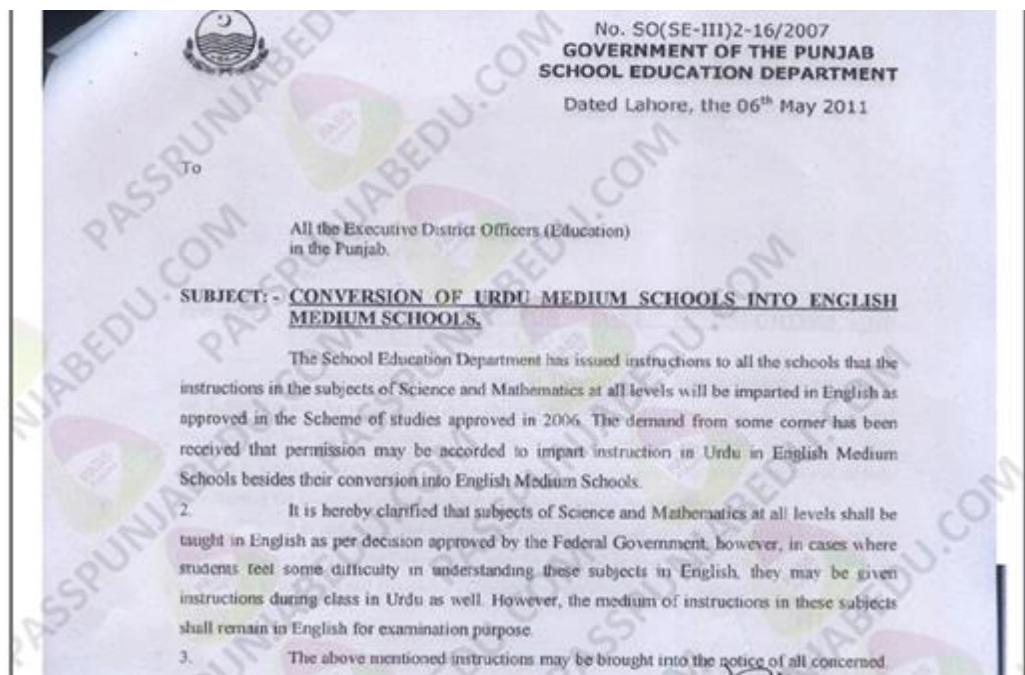 No. SO(SE-III)2-16/2007
GOVERNMENT OF THE PUNJAB
SCHOOL EDUCATION DEPARTMENT
Dated Lahore, the 06th May 2011
To
All the Executive District Officers (Education)
in the Punjab.
SUBJECT: - CONVERSION OF URDU MEDIUM SCHOOLS INTO ENGLISH
MEDIUM SCHOOLS.
The School Education Department has issued instructions to all the schools that the
instructions in the subjects of Science and Mathematics at all levels will be imparted in English as
approved in the Scheme of studies approved in 2006. The demand from some corner has been
received that permission may be accorded to impart instruction in Urdu in English Medium
Schools besides their conversion into English Medium Schools.
2. It is hereby clarified that subjects of Science and Mathematics at all levels shall be
taught in English as per decision approved by the Federal Government, however, in cases where
students feel some difficulty in understanding these subjects in English, they may be given
instructions during class in Urdu as well. However, the medium of instructions in these subjects
shall remain in English for examination purpose.
3. The above mentioned instructions may be brought into the notice of all concerned.
PASSPUNJABEDU.COM